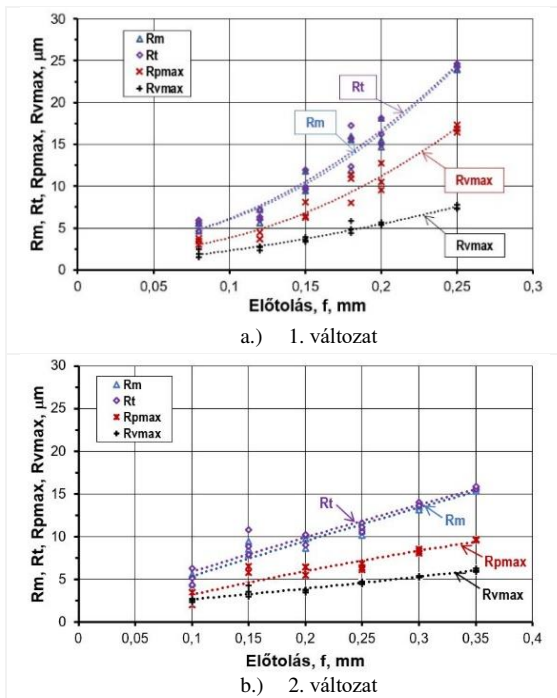 Rm, Rt, Rpmax, Rvmax, µm
30
25
20
15
10
5
0
Rm
Rt
Rpmax
Rvmax
Rt
Rm
Rvmax
Rvmax
0 0,05 0,1 0,15 0,2 0,25 0,3
Előtolás, f, mm
a.) 1. változat
Rm, Rt, Rpmax, Rvmax, µm
30
25
20
15
10
5
0
Rm
Rt
Rpmax
Rvmax
Rt
Rm
Rpmax
Rvmax
0 0,05 0,1 0,15 0,2 0,25 0,3 0,35 0,4
Előtolás, f, mm
b.) 2. változat